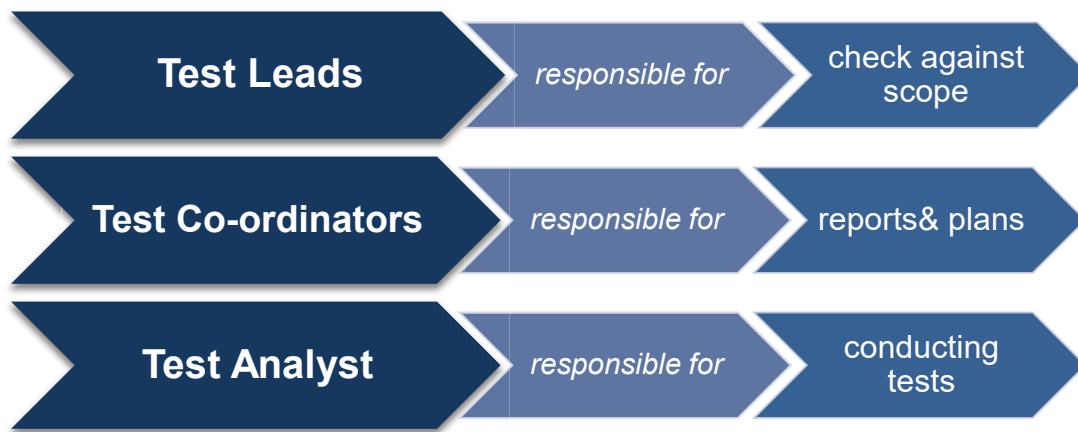 Test Leads
responsible for
check against
scope
Test Co-ordinators
responsible for
reports& plans
Test Analyst
responsible for
conducting
tests